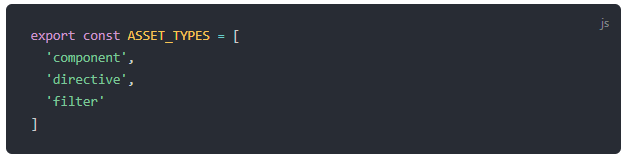 js
export const ASSET_TYPES = [
  'component',
  'directive',
  'filter'
]